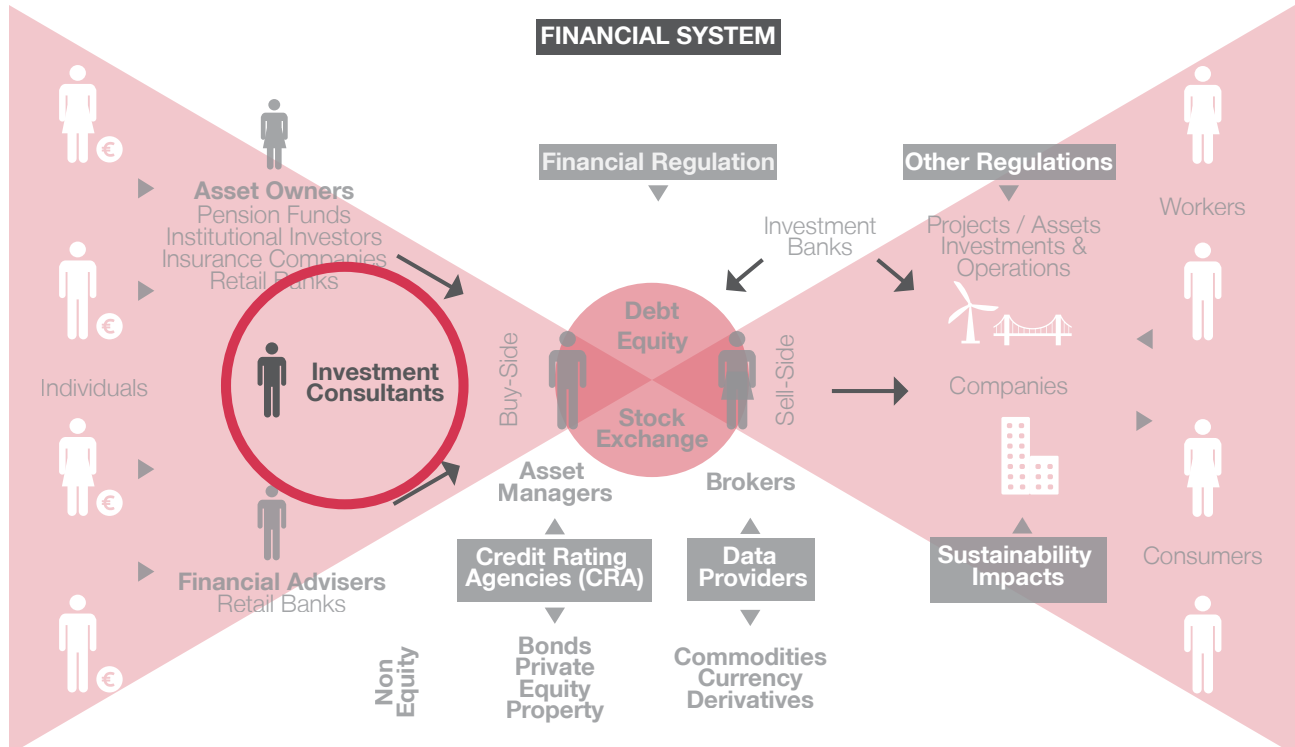 FINANCIAL SYSTEM
€
Asset Owners
Pension Funds
Institutional Investors
Insurance Companies
Retail Banks
Financial Regulation
Other Regulations
Workers
Investment
Banks
Projects / Assets
Investments &
Operations
€
Individuals
Investment
Consultants
Buy-Side
Debt
Equity
Stock
Exchange
Sell-Side
Companies
€
Asset
Managers
Brokers
Credit Rating
Agencies (CRA)
Data
Providers
Sustainability
Impacts
Consumers
Financial Advisers
Retail Banks
€
Non
Equity
Bonds
Private
Equity
Property
Commodities
Currency
Derivatives